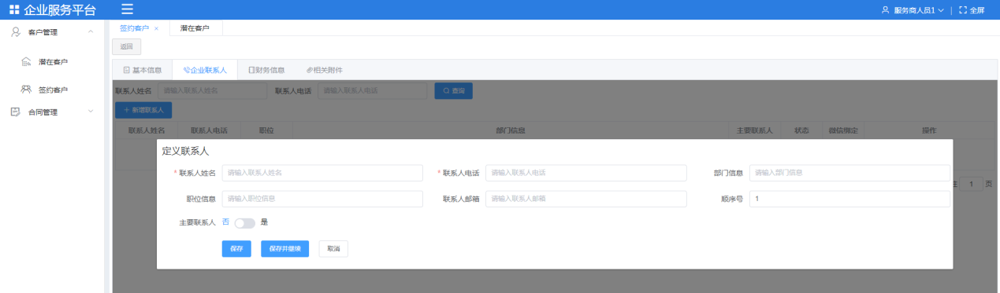 企业服务平台
服务商人员1
全屏
客户管理
潜在客户
签约客户
合同管理
签约客户 ×
潜在客户
返回
基本信息
企业联系人
财务信息
相关附件
联系人姓名 请输入联系人姓名 联系人电话 请输入联系人电话 查询
+ 新增联系人
联系人姓名 联系人电话 职位 部门信息 主要联系人 状态 微信绑定 操作
定义联系人
* 联系人姓名 请输入联系人姓名 * 联系人电话 请输入联系人电话 部门信息 请输入部门信息
1 页
职位信息 请输入职位信息 联系人邮箱 请输入联系人邮箱 顺序号 1
主要联系人 否 是
保存 保存并继续 取消